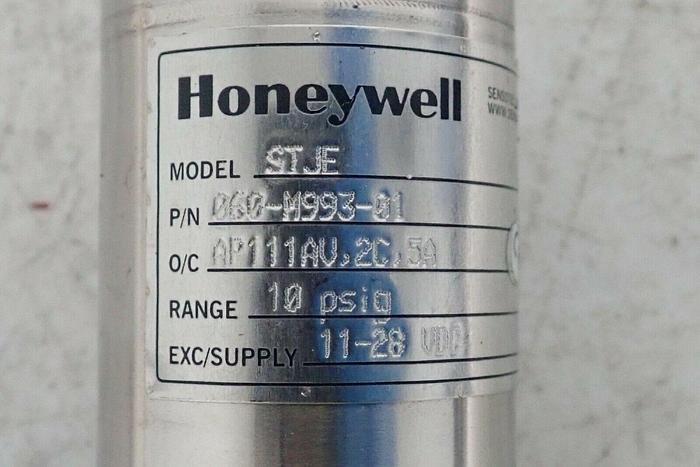 Honeywell
MODEL STJE
P/N 060-M993-01
O/C AP111AV,2C,5A
RANGE 10 psig
EXC/SUPPLY 11-28 VDC